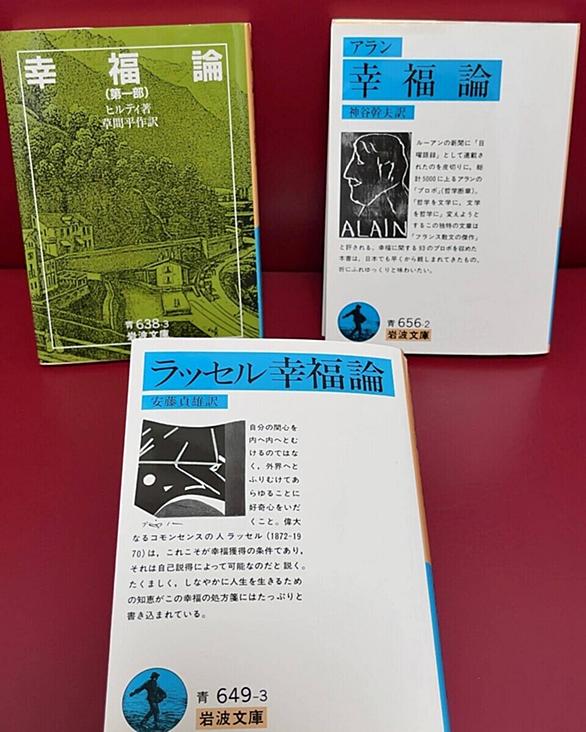 幸福論
(第一部)
ヒルティ著
草間平作訳
青 638-3
岩波文庫
アラン
幸福論
神谷幹夫訳
ルーアンの新聞に「日
曜語録」として連載さ
れたのを皮切りに,総
計5000に上るアランの
「プロポ」(哲学断章).
「哲学を文学に,文学
を哲学に」変えようと
するこの独特の文章は
「フランス散文の傑作」
と評される.幸福に関する93のプロポを収めた
本書は,日本でも早くから親しまれてきたもの.
折にふれゆっくりと味わいたい.
ALAIN
青 656-2
岩波文庫
ラッセル幸福論
安藤貞雄訳
自分の関心を
内へ内へとむ
けるのではな
く,外界へと
ふりむけてあ
らゆることに
好奇心をいだ
くこと.偉大
なるコモンセンスの人ラッセル(1872-19
70)は,これこそが幸福獲得の条件であり,
それは自己説得によって可能なのだと説く.
たくましく,しなやかに人生を生きるため
の知恵がこの幸福の処方箋にはたっぷりと
書き込まれている。
青 649-3
岩波文庫